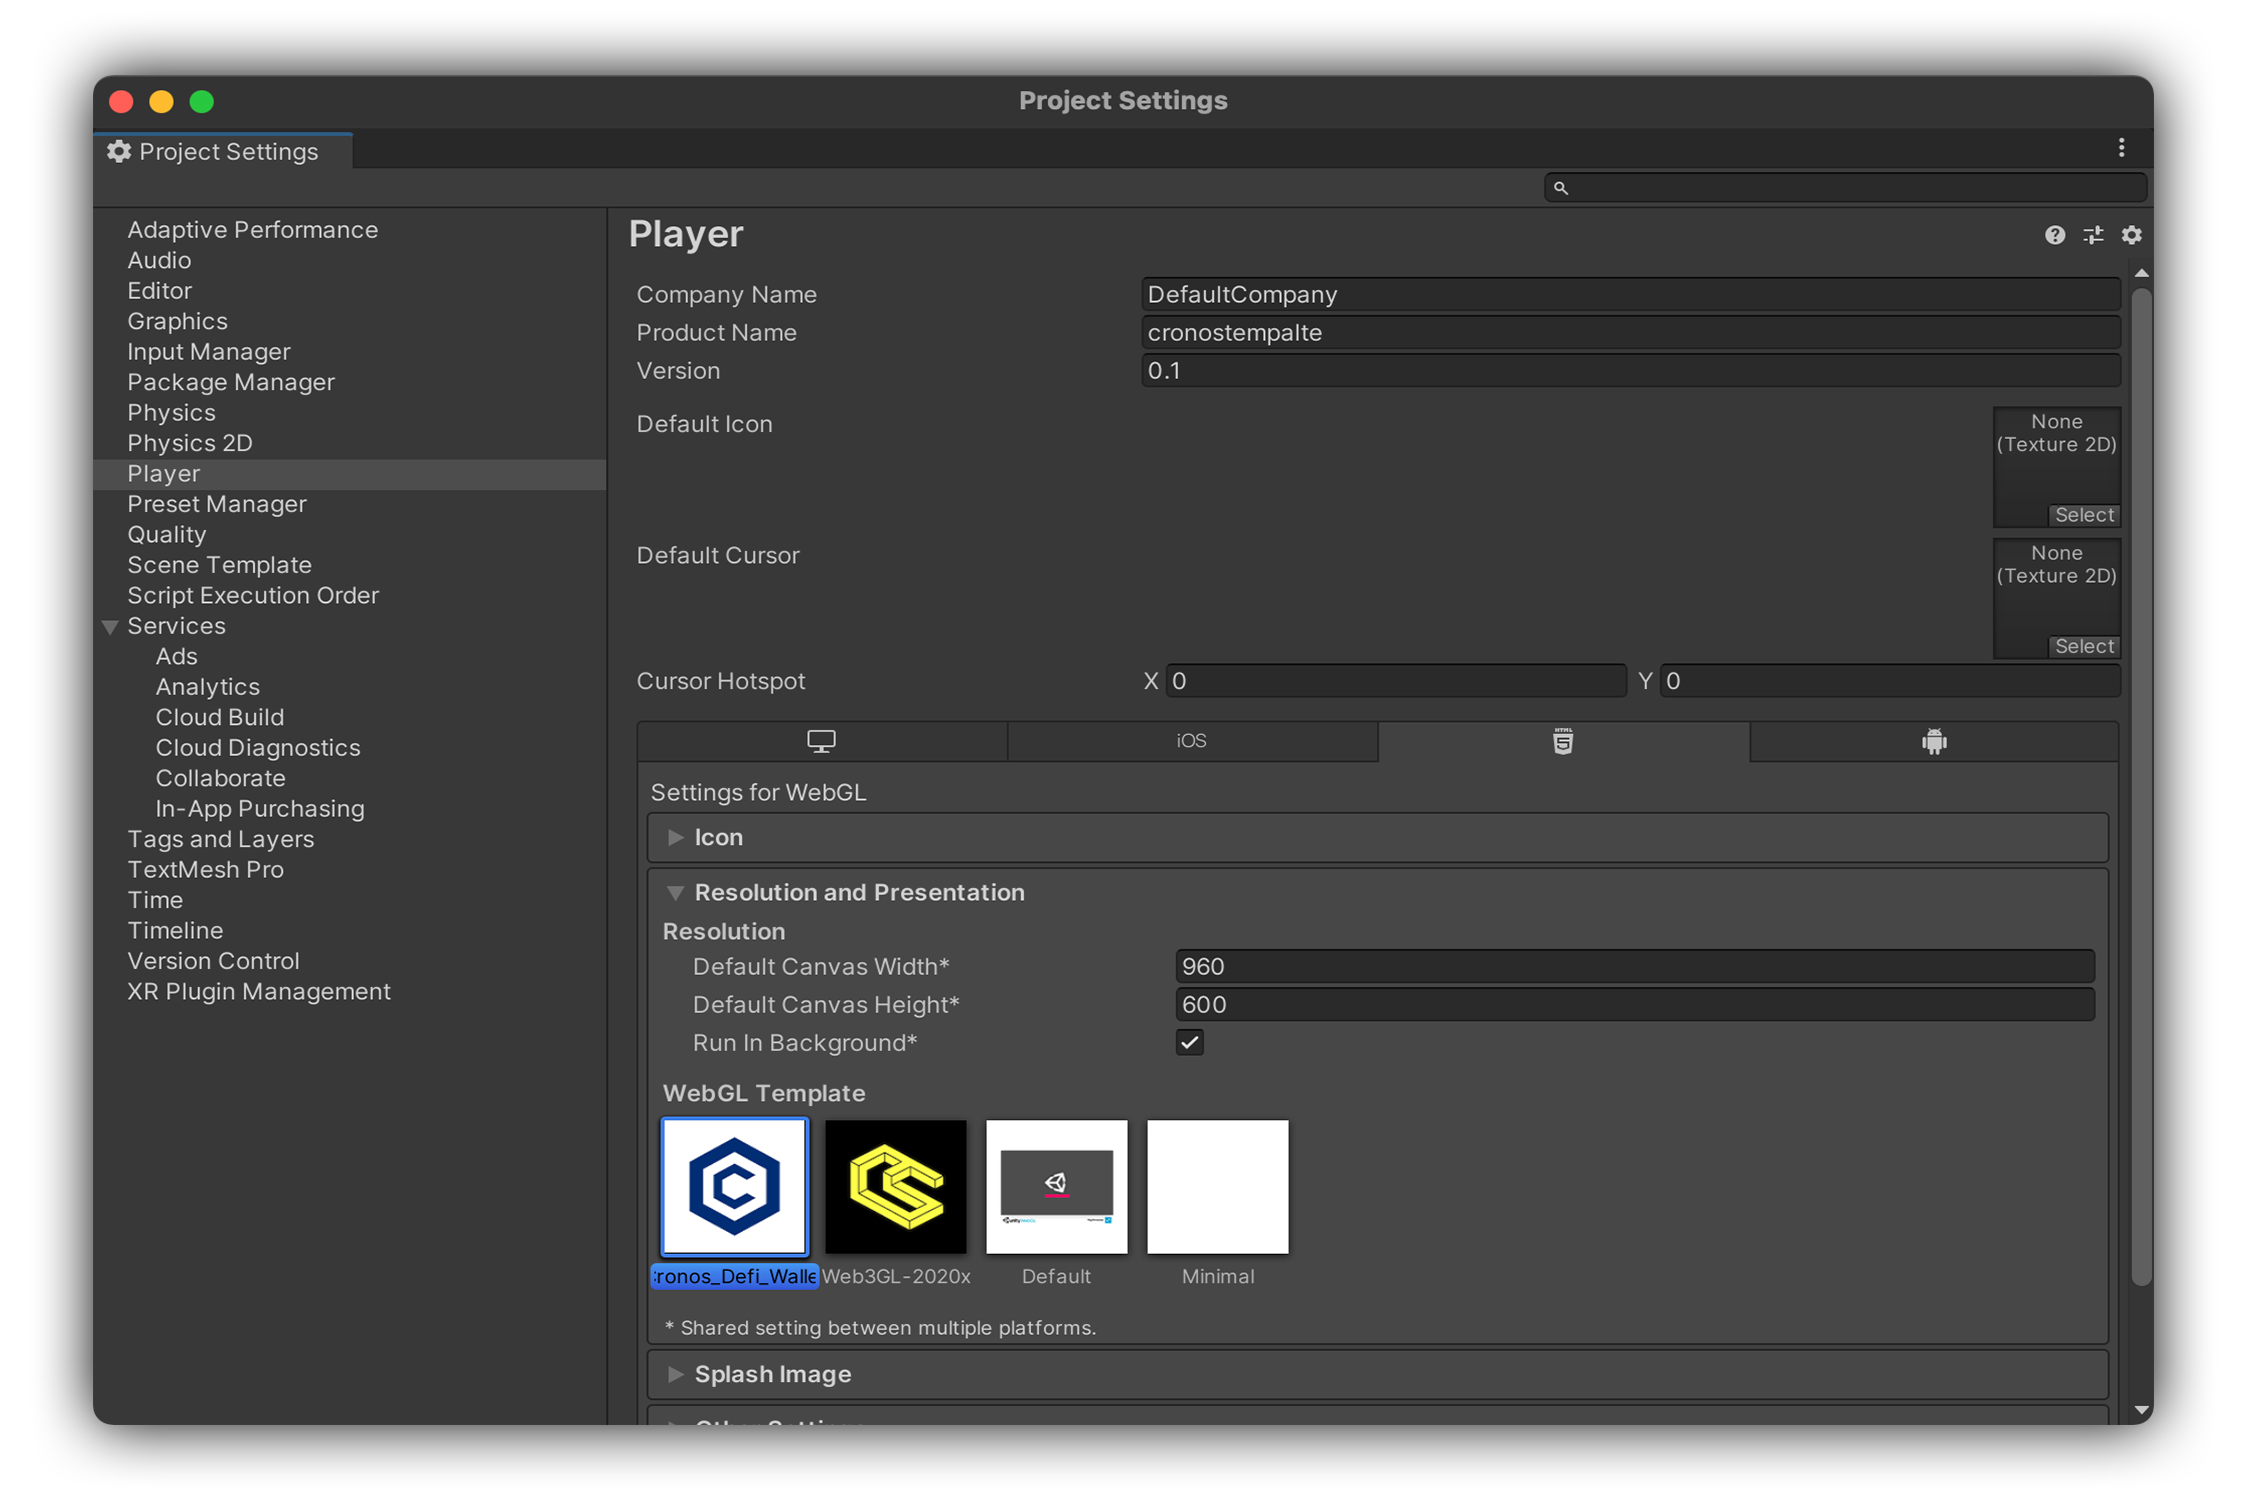 Project Settings
Project Settings
Adaptive Performance
Audio
Editor
Graphics
Input Manager
Package Manager
Physics
Physics 2D
Player
Preset Manager
Quality
Scene Template
Script Execution Order
Services
Ads
Analytics
Cloud Build
Cloud Diagnostics
Collaborate
In-App Purchasing
Tags and Layers
TextMesh Pro
Time
Timeline
Version Control
XR Plugin Management
Player
Company Name DefaultCompany
Product Name cronostempalte
Version 0.1
Default Icon
None
(Texture 2D)
Select
Default Cursor
None
(Texture 2D)
Select
Cursor Hotspot X 0 Y 0
iOS HTML 5
Settings for WebGL
Icon
Resolution and Presentation
Resolution
Default Canvas Width* 960
Default Canvas Height* 600
Run In Background*
WebGL Template
ronos_Defi_Walle Web3GL-2020x Default Minimal
* Shared setting between multiple platforms.
Splash Image
Other Settings